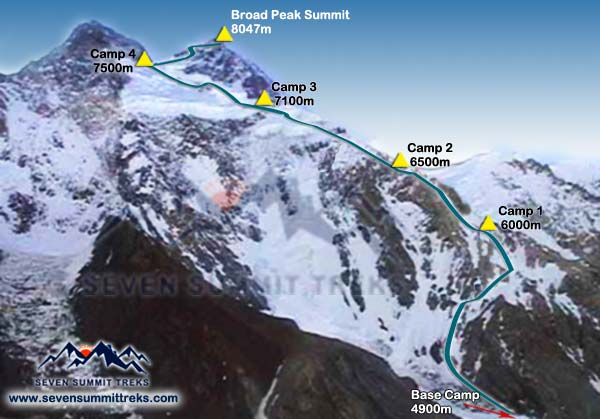 Broad Peak Summit
8047m
Camp 4
7500m
Camp 3
7100m
Camp 2
6500m
Camp 1
6000m
SEVEN SUMMIT TREKS
Base Camp
4900m
SEVEN SUMMIT TREKS
www.sevensummittreks.com